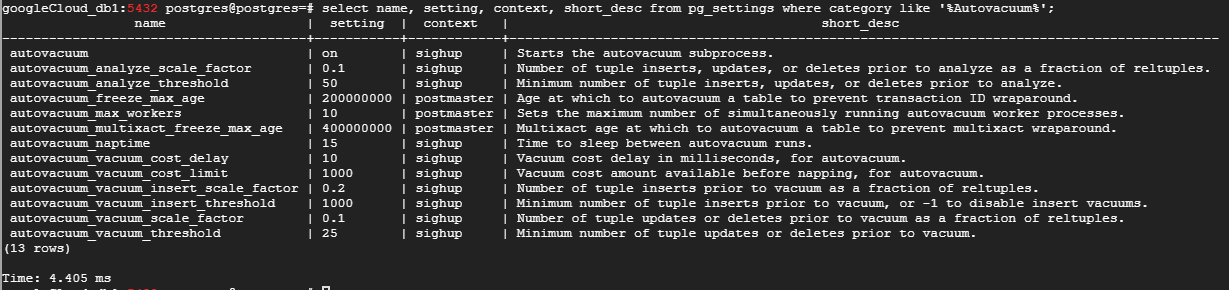 googleCloud_db1:5432 postgres@postgres=# select name, setting, context, short_desc from pg_settings where category like '%Autovacuum%';
name | setting | context | short_desc
autovacuum | on | sighup | Starts the autovacuum subprocess.
autovacuum_analyze_scale_factor | 0.1 | sighup | Number of tuple inserts, updates, or deletes prior to analyze as a fraction of reltuples.
autovacuum_analyze_threshold | 50 | sighup | Minimum number of tuple inserts, updates, or deletes prior to analyze.
autovacuum_freeze_max_age | 200000000 | postmaster | Age at which to autovacuum a table to prevent transaction ID wraparound.
autovacuum_max_workers | 10 | postmaster | Sets the maximum number of simultaneously running autovacuum worker processes.
autovacuum_multixact_freeze_max_age | 400000000 | postmaster | Multixact age at which to autovacuum a table to prevent multixact wraparound.
autovacuum_naptime | 15 | sighup | Time to sleep between autovacuum runs.
autovacuum_vacuum_cost_delay | 10 | sighup | Vacuum cost delay in milliseconds, for autovacuum.
autovacuum_vacuum_cost_limit | 1000 | sighup | Vacuum cost amount available before napping, for autovacuum.
autovacuum_vacuum_insert_scale_factor | 0.2 | sighup | Number of tuple inserts prior to vacuum as a fraction of reltuples.
autovacuum_vacuum_insert_threshold | 1000 | sighup | Minimum number of tuple inserts prior to vacuum, or -1 to disable insert vacuums.
autovacuum_vacuum_scale_factor | 0.1 | sighup | Number of tuple updates or deletes prior to vacuum as a fraction of reltuples.
autovacuum_vacuum_threshold | 25 | sighup | Minimum number of tuple updates or deletes prior to vacuum.
(13 rows)
Time: 4.405 ms